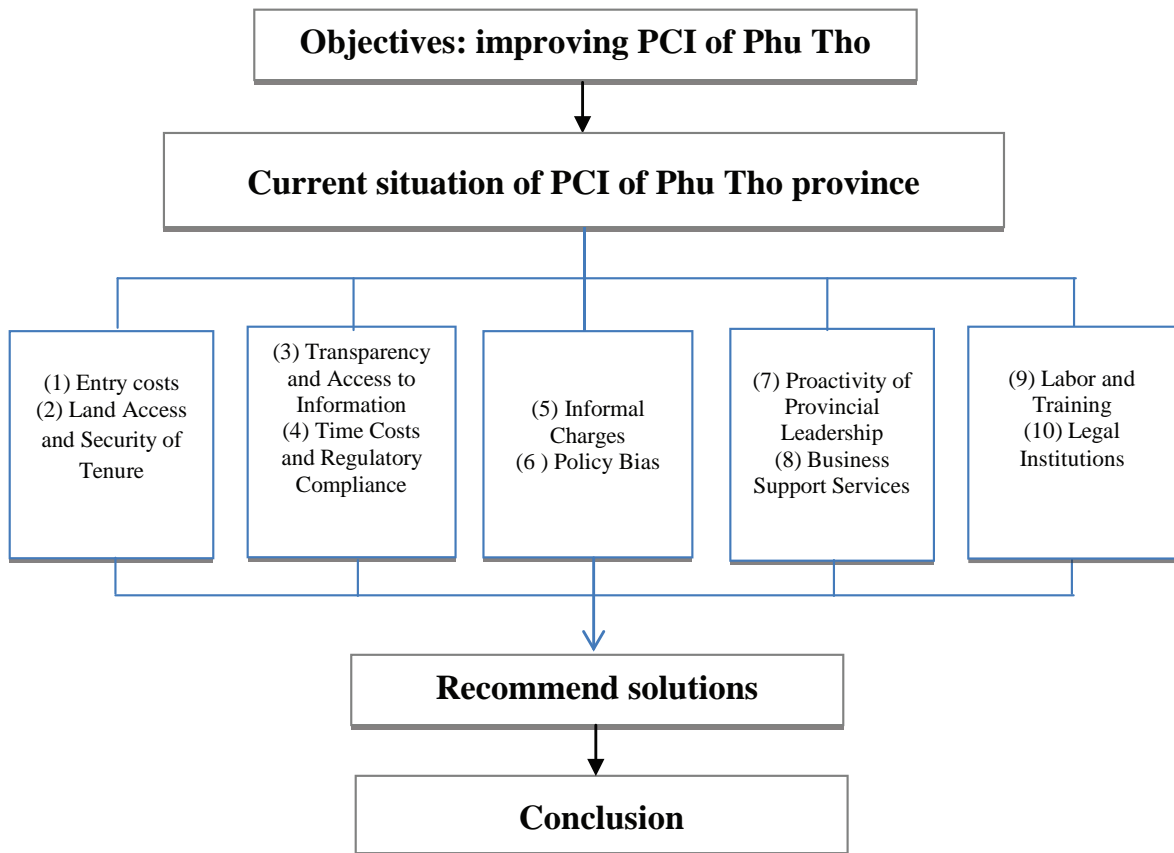 Objectives: improving PCI of Phu Tho
Current situation of PCI of Phu Tho province
(1) Entry costs
(2) Land Access
and Security of
Tenure
(3) Transparency
and Access to
Information
(4) Time Costs
and Regulatory
Compliance
(5) Informal
Charges
(6 ) Policy Bias
(7) Proactivity of
Provincial
Leadership
(8) Business
Support Services
(9) Labor and
Training
(10) Legal
Institutions
Recommend solutions
Conclusion